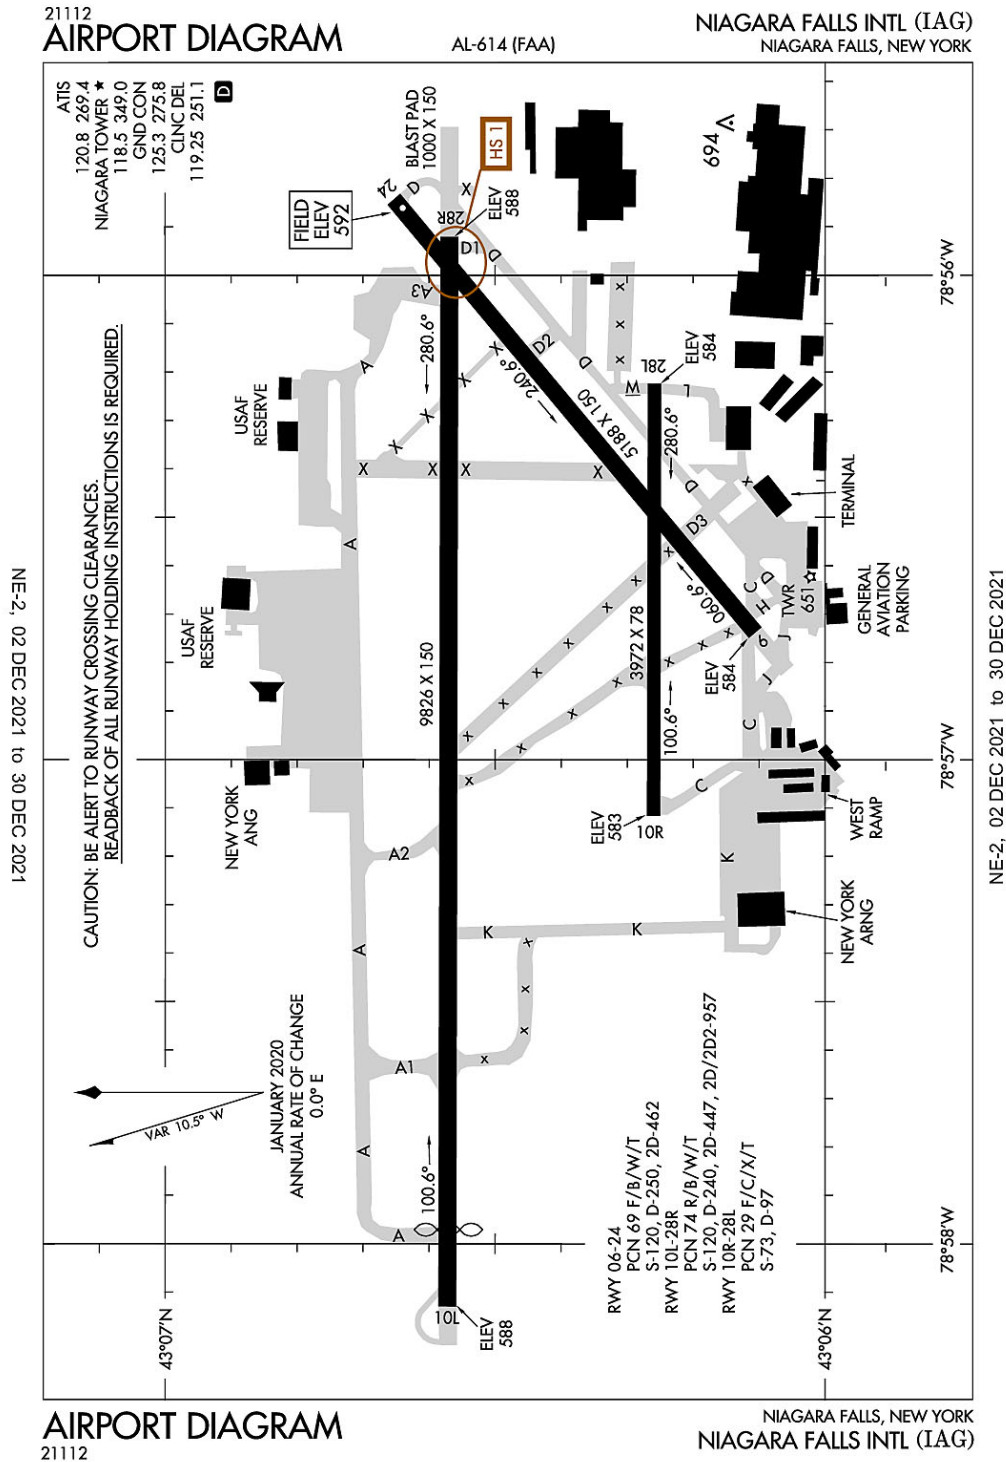 21112
AIRPORT DIAGRAM
AL-614 (FAA)
NIAGARA FALLS INTL (IAG)
NIAGARA FALLS, NEW YORK
ATIS
120.8 269.4
NIAGARA TOWER ★
118.5 349.0
GND CON
125.3 275.8
CLNC DEL
119.25 251.1
D
CAUTION: BE ALERT TO RUNWAY CROSSING CLEARANCES.
READBACK OF ALL RUNWAY HOLDING INSTRUCTIONS IS REQUIRED.
FIELD
ELEV
592
BLAST PAD
1000 X 150
HS 1
24
D
X
28R
ELEV
588
D1
D
A3
694
78°56'W
A
280.6°
240.6°
D2
D
X
X
X
X
X
X
X
X
28L
ELEV
584
W
L
5188 X 150
280.6°
USAF
RESERVE
X
X
X
X
D
X
D3
TERMINAL
A
USAF
RESERVE
X
X
X
X
X
X
X
9826 X 150
3972 X 78
060.6°
X
X
X
X
X
X
X
C
D
H
TWR
651
6
J
J
C
ELEV
584
100.6°
GENERAL
AVIATION
PARKING
78°57'W
NEW YORK
ANG
C
ELEV
583
10R
WEST
RAMP
A2
K
K
K
NEW YORK
ARNG
A
X
X
X
X
A1
A
A
100.6°
10L
ELEV
588
JANUARY 2020
ANNUAL RATE OF CHANGE
0.0° E
VAR 10.5° W
RWY 06-24
PCN 69 F/B/W/T
S-120, D-250, 2D-462
RWY 10L-28R
PCN 74 R/B/W/T
S-120, D-240, 2D-447, 2D/2D2-957
RWY 10R-28L
PCN 29 F/C/X/T
S-73, D-97
78°58'W
43°07'N
43°06'N
NE-2, 02 DEC 2021 to 30 DEC 2021
NE-2, 02 DEC 2021 to 30 DEC 2021
AIRPORT DIAGRAM
21112
NIAGARA FALLS, NEW YORK
NIAGARA FALLS INTL (IAG)